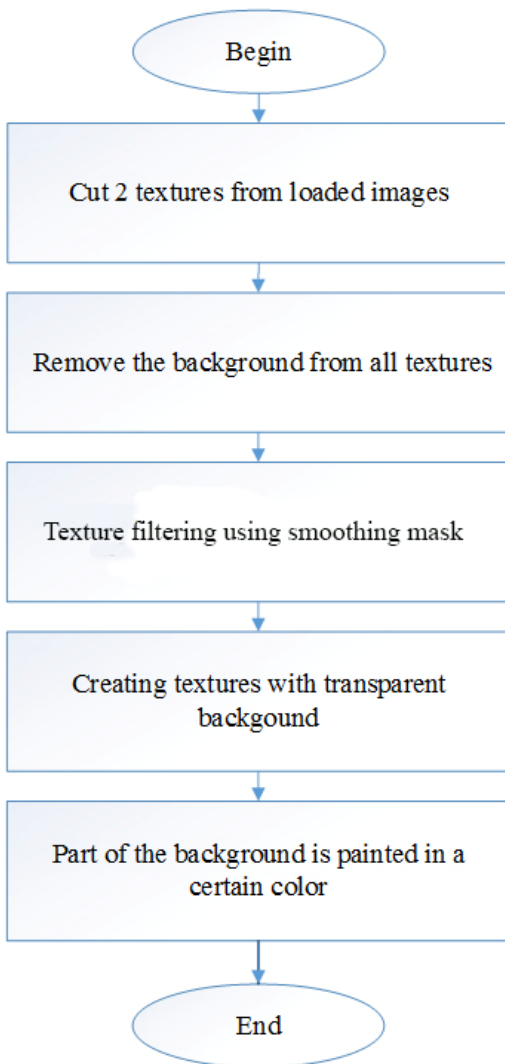 Begin
Cut 2 textures from loaded images
Remove the background from all textures
Texture filtering using smoothing mask
Creating textures with transparent
backgound
Part of the background is painted in a
certain color
End